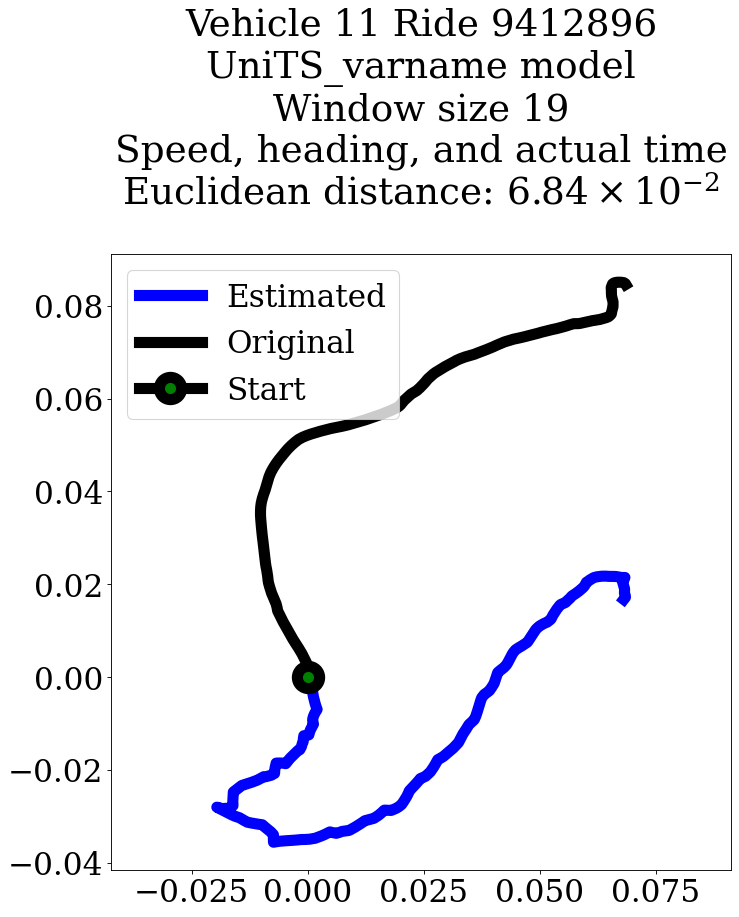 Vehicle 11 Ride 9412896
UniTS_varname model
Window size 19
Speed, heading, and actual time
Euclidean distance: 6.84 × 10⁻²
Estimated
Original
Start
0.08
0.06
0.04
0.02
0.00
−0.02
−0.04
−0.025 0.000 0.025 0.050 0.075